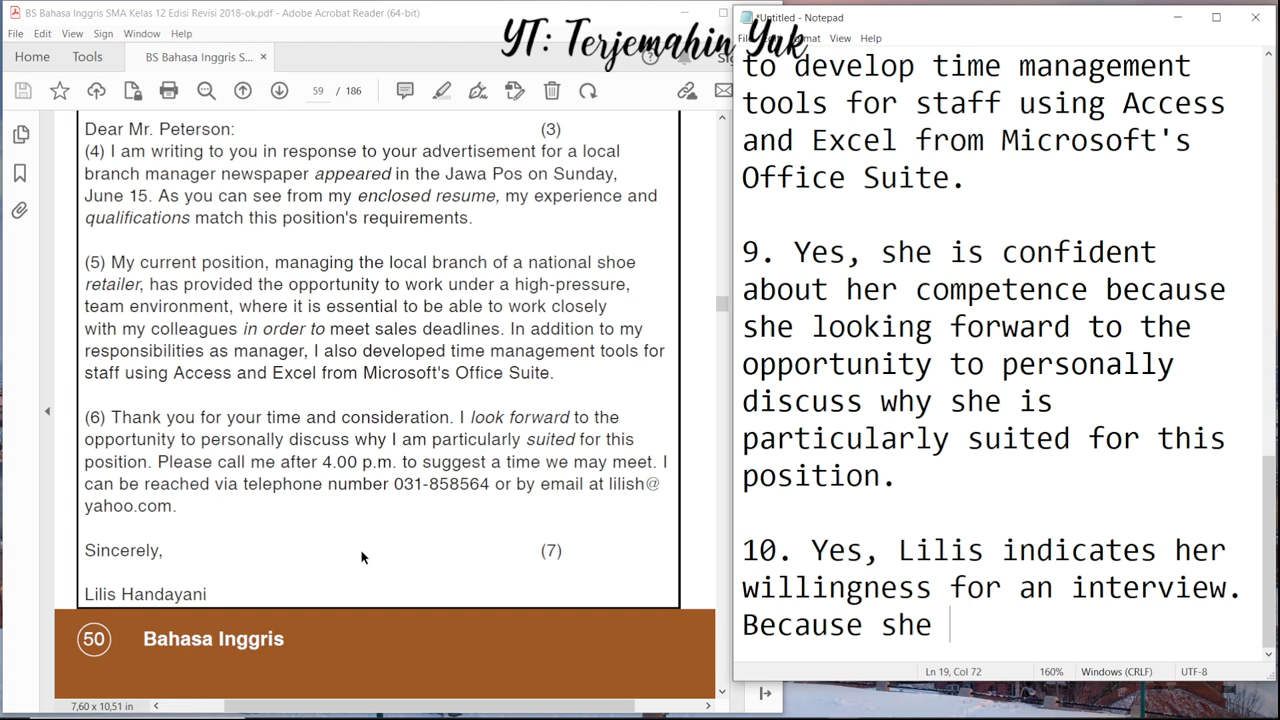 BS Bahasa Inggris SMA Kelas 12 Edisi Revisi 2018-ok.pdf - Adobe Acrobat Reader (64-bit)
File Edit View Sign Window Help
Home Tools BS Bahasa Inggris S... ×
59 / 186
YT: Terjemahin Yuk
Dear Mr. Peterson: (3)
(4) I am writing to you in response to your advertisement for a local
branch manager newspaper appeared in the Jawa Pos on Sunday,
June 15. As you can see from my enclosed resume, my experience and
qualifications match this position's requirements.
(5) My current position, managing the local branch of a national shoe
retailer, has provided the opportunity to work under a high-pressure,
team environment, where it is essential to be able to work closely
with my colleagues in order to meet sales deadlines. In addition to my
responsibilities as manager, I also developed time management tools for
staff using Access and Excel from Microsoft's Office Suite.
(6) Thank you for your time and consideration. I look forward to the
opportunity to personally discuss why I am particularly suited for this
position. Please call me after 4.00 p.m. to suggest a time we may meet. I
can be reached via telephone number 031-858564 or by email at lilish@
yahoo.com.
Sincerely, (7)
Lilis Handayani
50 Bahasa Inggris
7,60 x 10,51 in
*Untitled - Notepad
View Help
to develop time management
tools for staff using Access
and Excel from Microsoft's
Office Suite.
9. Yes, she is confident
about her competence because
she looking forward to the
opportunity to personally
discuss why she is
particularly suited for this
position.
10. Yes, Lilis indicates her
willingness for an interview.
Because she
Ln 19, Col 72 160% Windows (CRLF) UTF-8